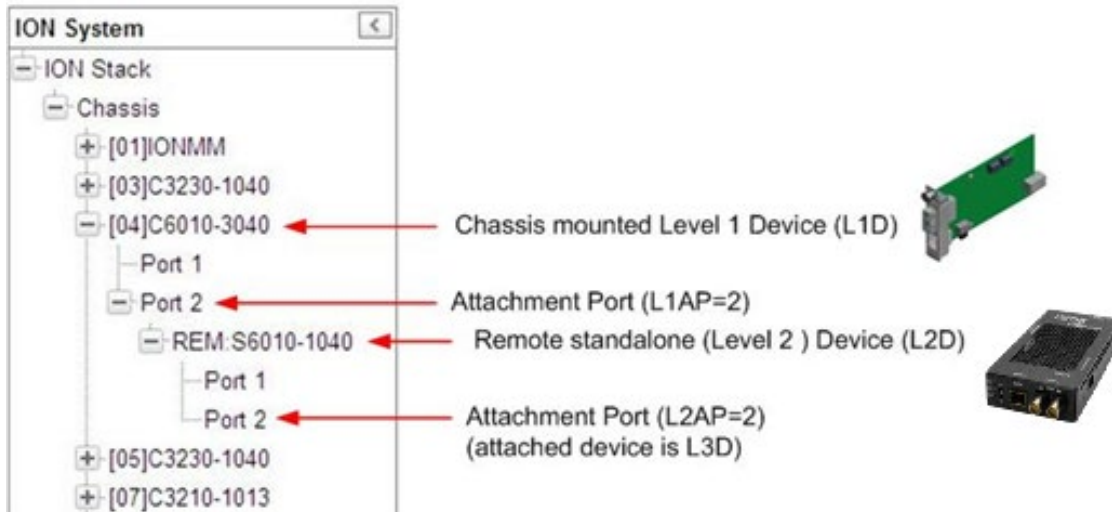 ION System
ION Stack
Chassis
[01]IONMM
[03]C3230-1040
[04]C6010-3040
Chassis mounted Level 1 Device (L1D)
Port 1
Port 2
Attachment Port (L1AP=2)
REM:S6010-1040
Remote standalone (Level 2 ) Device (L2D)
Port 1
Port 2
Attachment Port (L2AP=2)
(attached device is L3D)
[05]C3230-1040
[07]C3210-1013